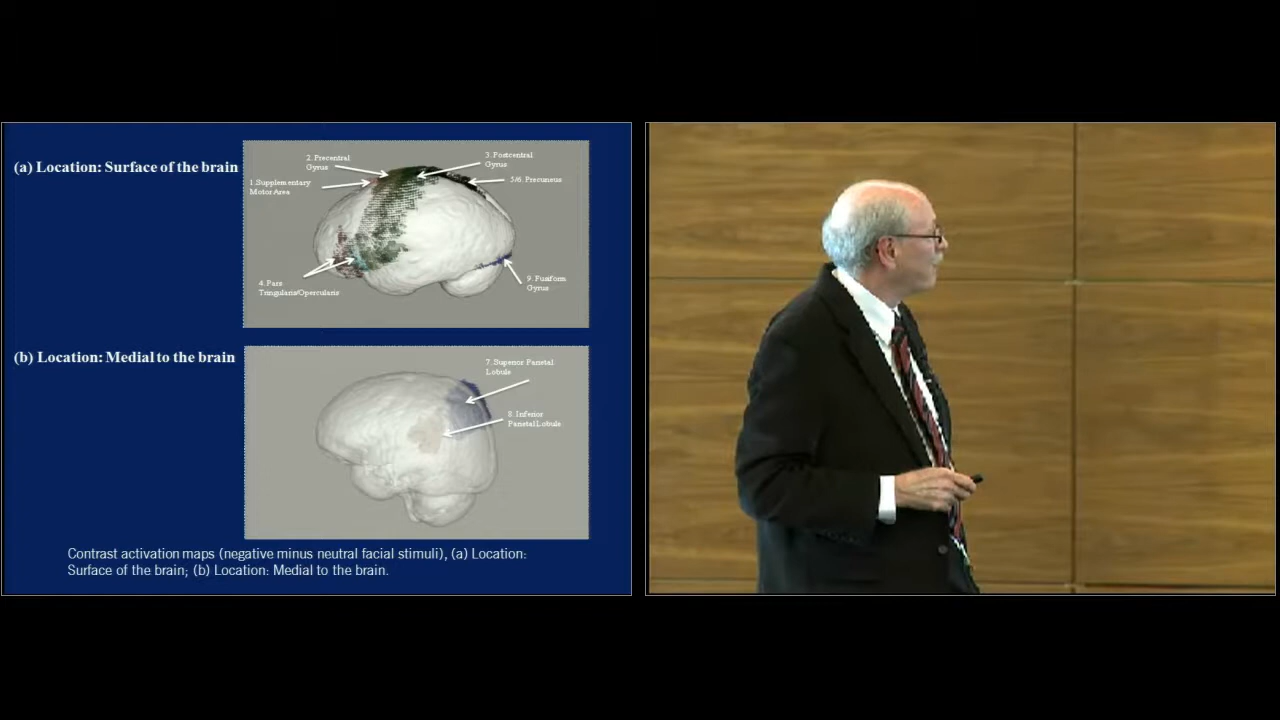 (a) Location: Surface of the brain
2. Precentral
Gyrus
3. Postcentral
Gyrus
1.Supplementary
Motor Area
5/6. Precuneus
4. Pars
Tringularis/Opercularis
9. Fusiform
Gyrus
(b) Location: Medial to the brain
7. Superior Parietal
Lobule
8. Inferior
Parietal Lobule
Contrast activation maps (negative minus neutral facial stimuli), (a) Location:
Surface of the brain; (b) Location: Medial to the brain.